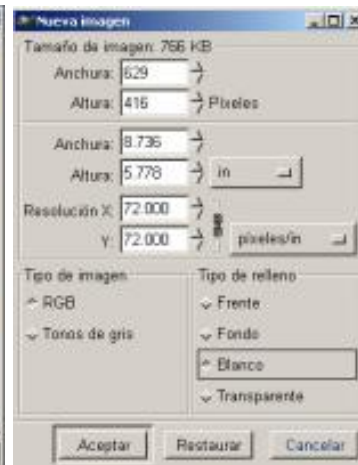 Nueva imagen
Tamaño de imagen: 766 KB
Anchura: 629
Altura: 416 Píxeles
Anchura: 8.736
Altura: 5.778 in
Resolución X: 72.000
Y: 72.000 pixeles/in
Tipo de imagen Tipo de relleno
RGB Frente
Tonos de gris Fondo
Blanco
Transparente
Aceptar Restaurar Cancelar